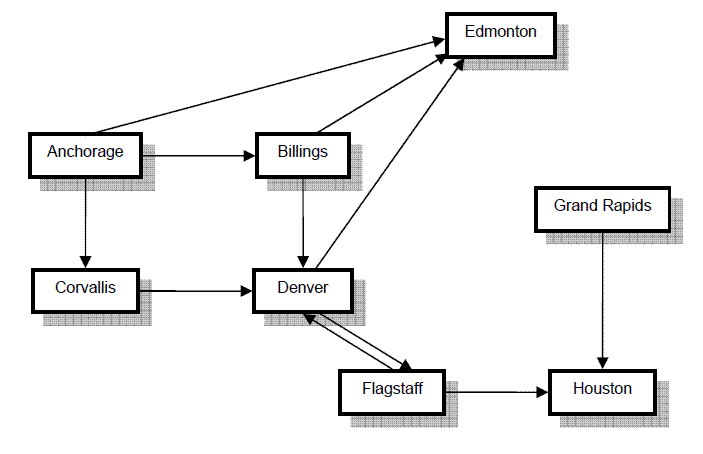 Edmonton
Anchorage
Billings
Grand Rapids
Corvallis
Denver
Flagstaff
Houston